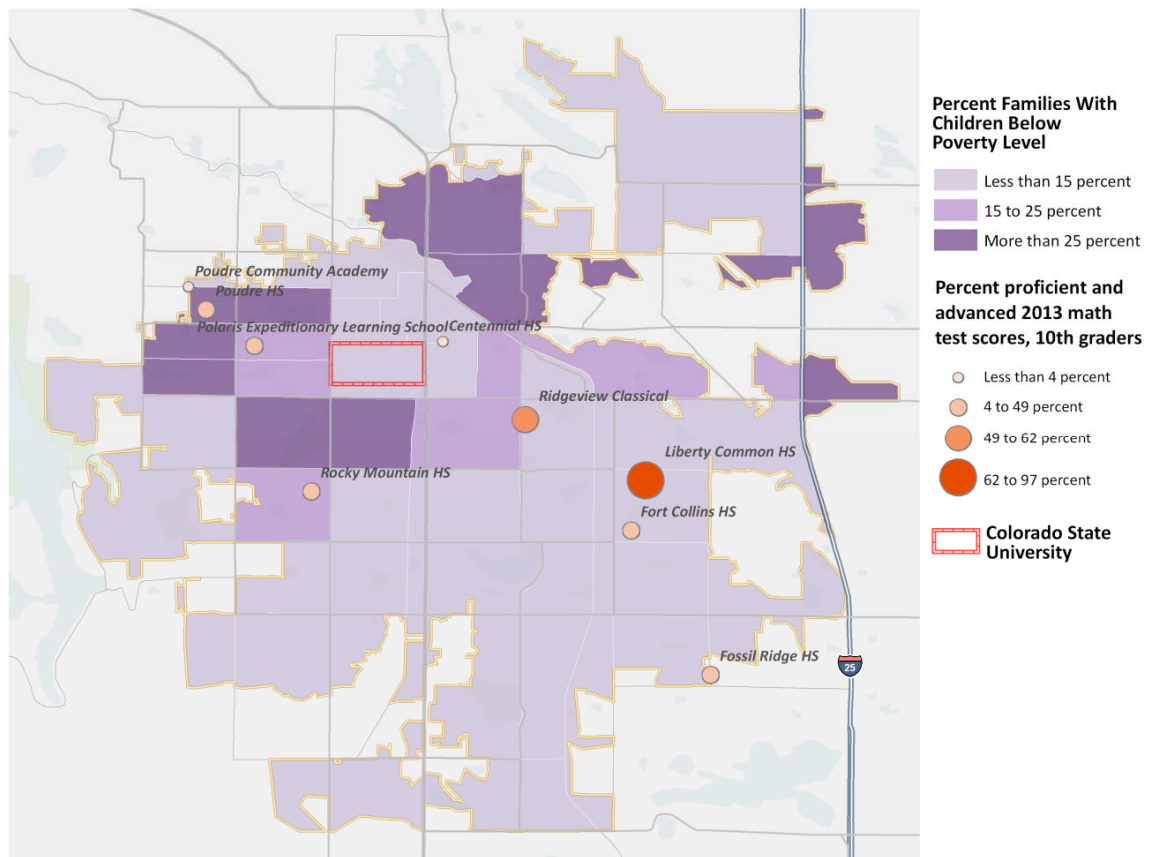 Percent Families With
Children Below
Poverty Level
Less than 15 percent
15 to 25 percent
More than 25 percent
Percent proficient and
advanced 2013 math
test scores, 10th graders
Less than 4 percent
4 to 49 percent
49 to 62 percent
62 to 97 percent
Colorado State
University
Poudre Community Academy
Poudre HS
Polaris Expeditionary Learning School
Centennial HS
Ridgeview Classical
Liberty Common HS
Rocky Mountain HS
Fort Collins HS
Fossil Ridge HS
25